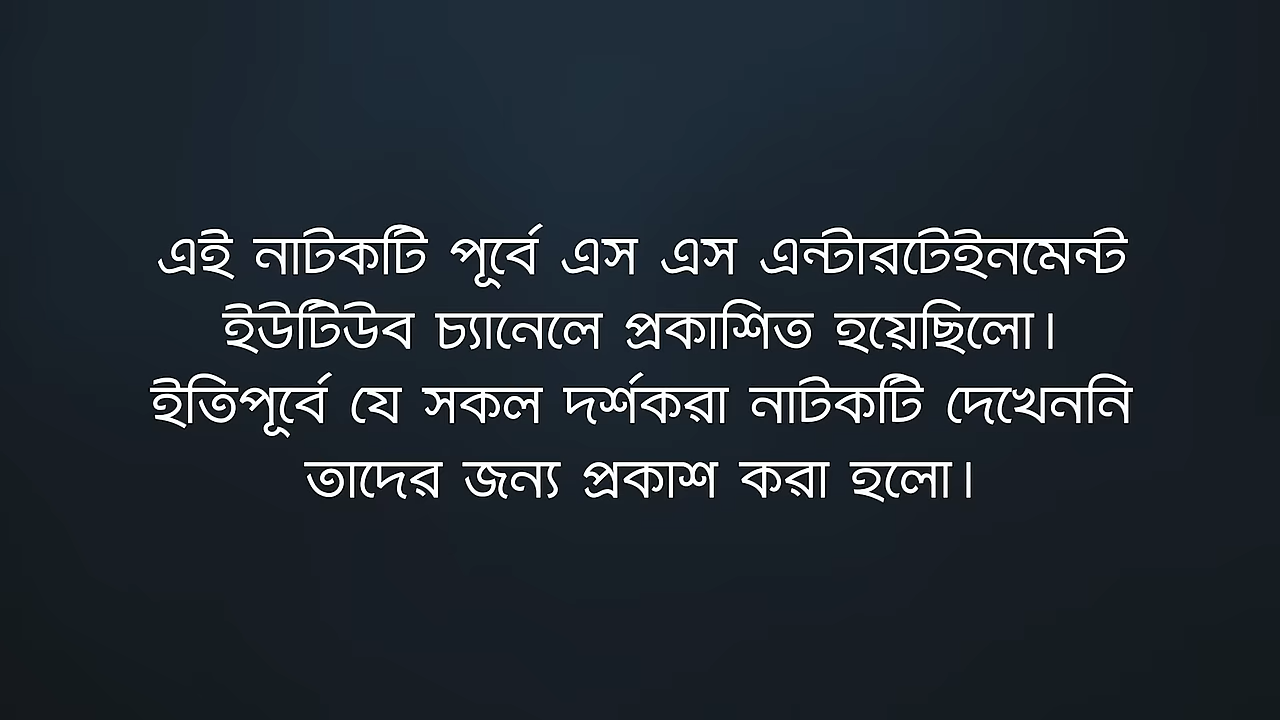 এই নাটকটি পূর্বে এস এস এন্টারটেইনমেন্ট
ইউটিউব চ্যানেলে প্রকাশিত হয়েছিলো।
ইতিপূর্বে যে সকল দর্শকরা নাটকটি দেখেননি
তাদের জন্য প্রকাশ করা হলো।